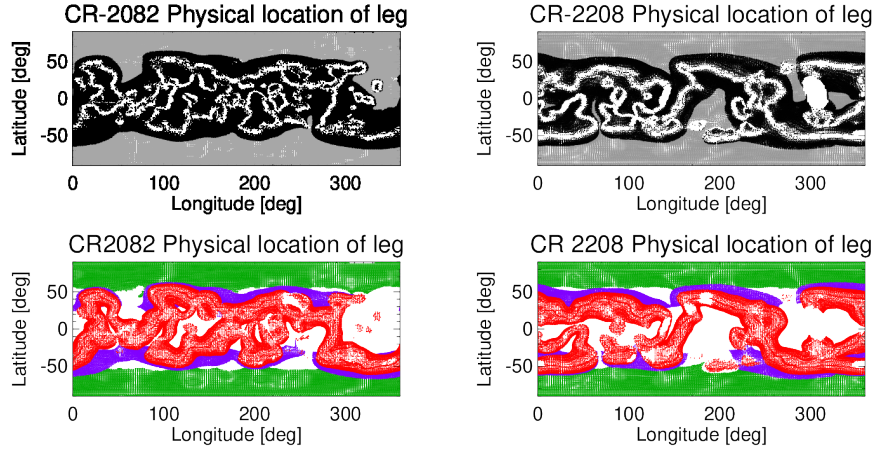 CR-2082 Physical location of leg
Latitude [deg]
50
0
-50
0
100
200
300
Longitude [deg]
CR-2208 Physical location of leg
Latitude [deg]
50
0
-50
0
100
200
300
Longitude [deg]
CR2082 Physical location of leg
Latitude [deg]
50
0
-50
0
100
200
300
Longitude [deg]
CR 2208 Physical location of leg
Latitude [deg]
50
0
-50
0
100
200
300
Longitude [deg]